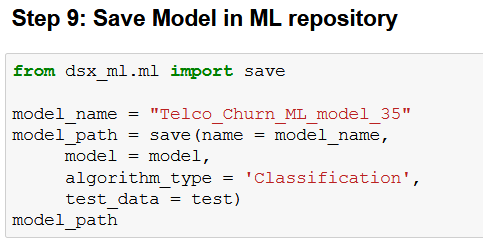 Step 9: Save Model in ML repository
from dsx_ml.ml import save
model_name = "Telco_Churn_ML_model_35"
model_path = save(name = model_name,
     model = model,
     algorithm_type = 'Classification',
     test_data = test)
model_path